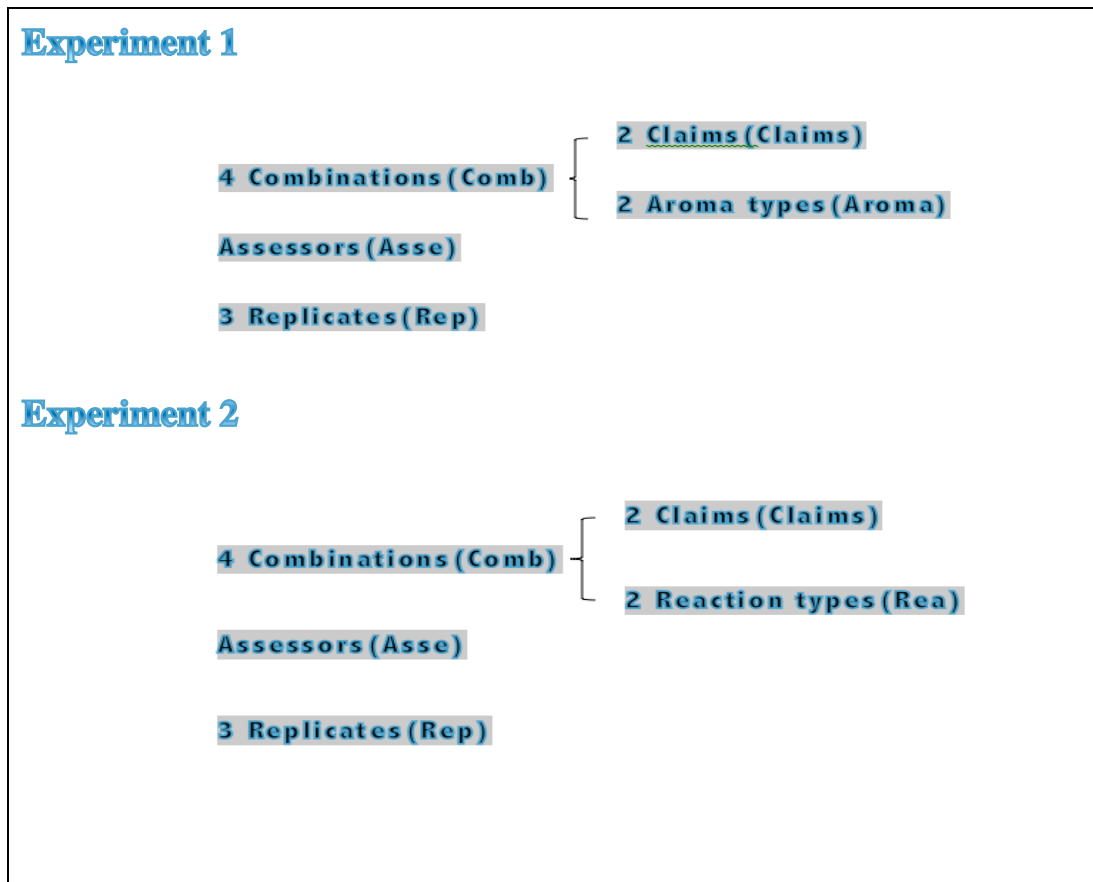 Experiment 1
2 Claims (Claims)
4 Combinations (Comb)
2 Aroma types (Aroma)
Assessors (Asse)
3 Replicates (Rep)
Experiment 2
2 Claims (Claims)
4 Combinations (Comb)
2 Reaction types (Rea)
Assessors (Asse)
3 Replicates (Rep)